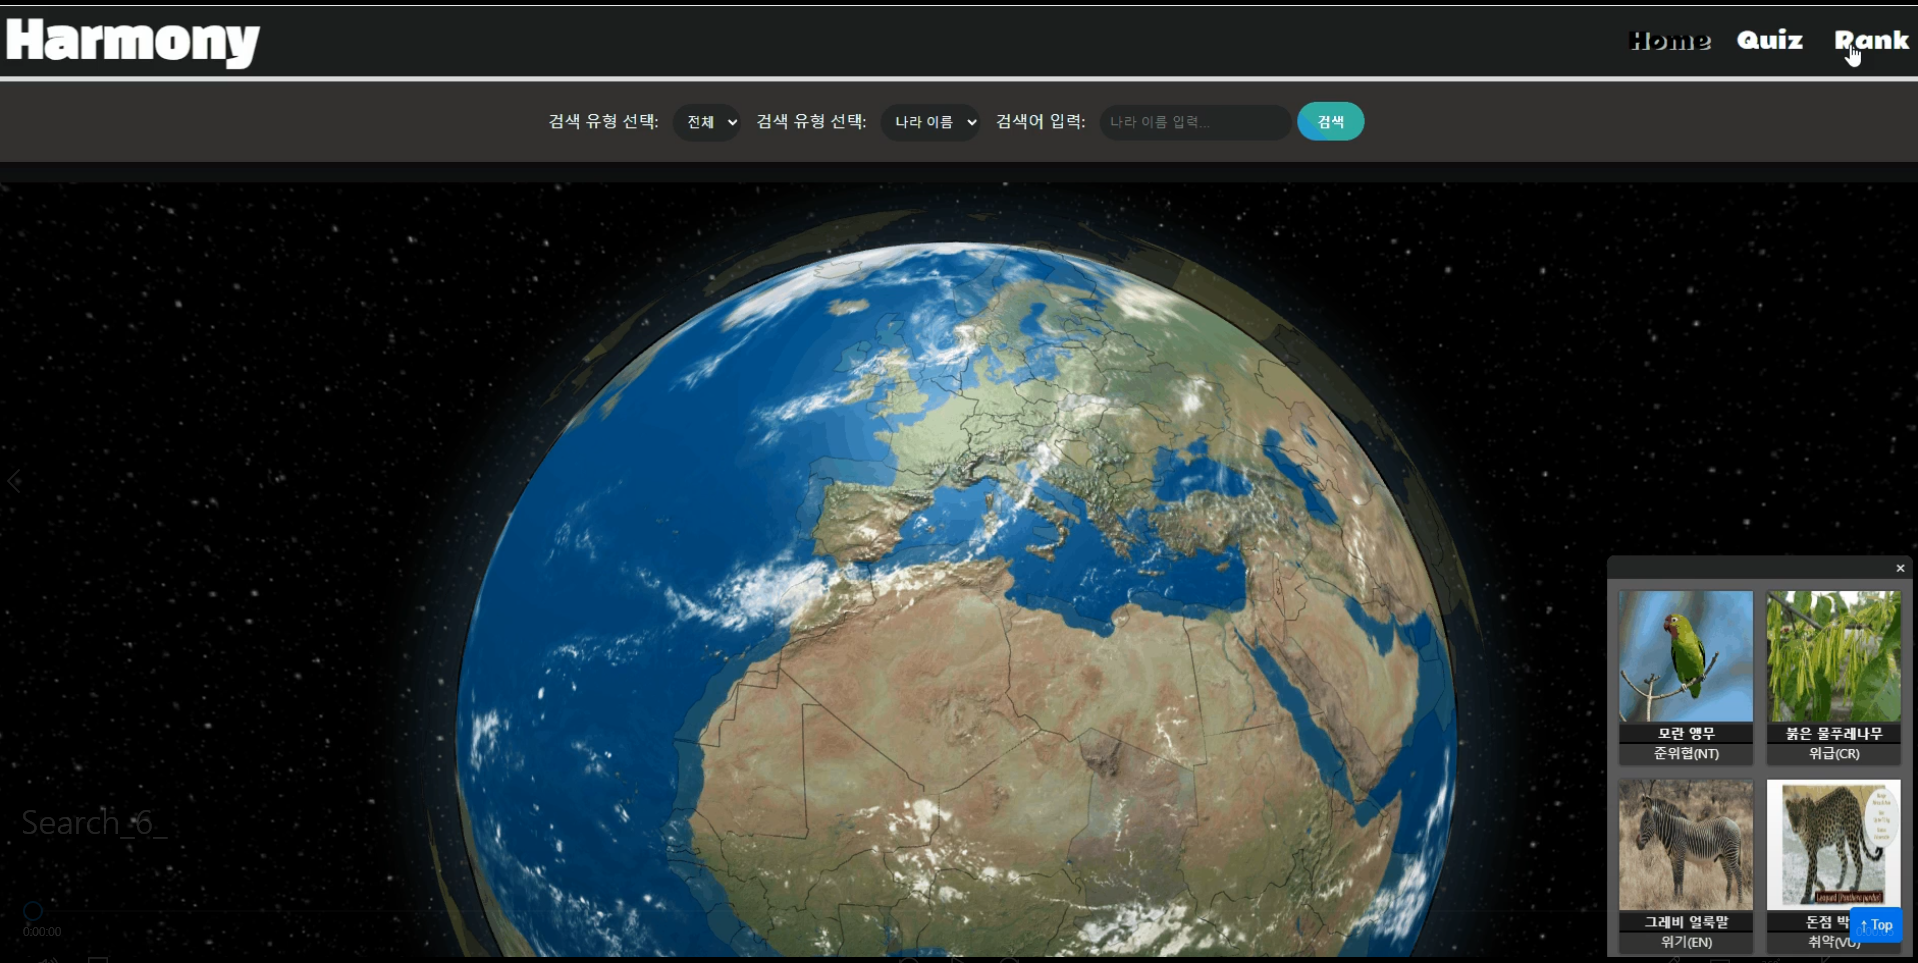 Harmony
Home Quiz Rank
검색 유형 선택: 전체 검색 유형 선택: 나라 이름 검색어 입력: 나라 이름 입력... 검색
×
모란 앵무
준위협(NT)
붉은 물푸레나무
위급(CR)
그레비 얼룩말
위기(EN)
Leopard (Panthera pardus)
돈점 박
취약(VU)
↑ Top
Search_6_
0:00:00